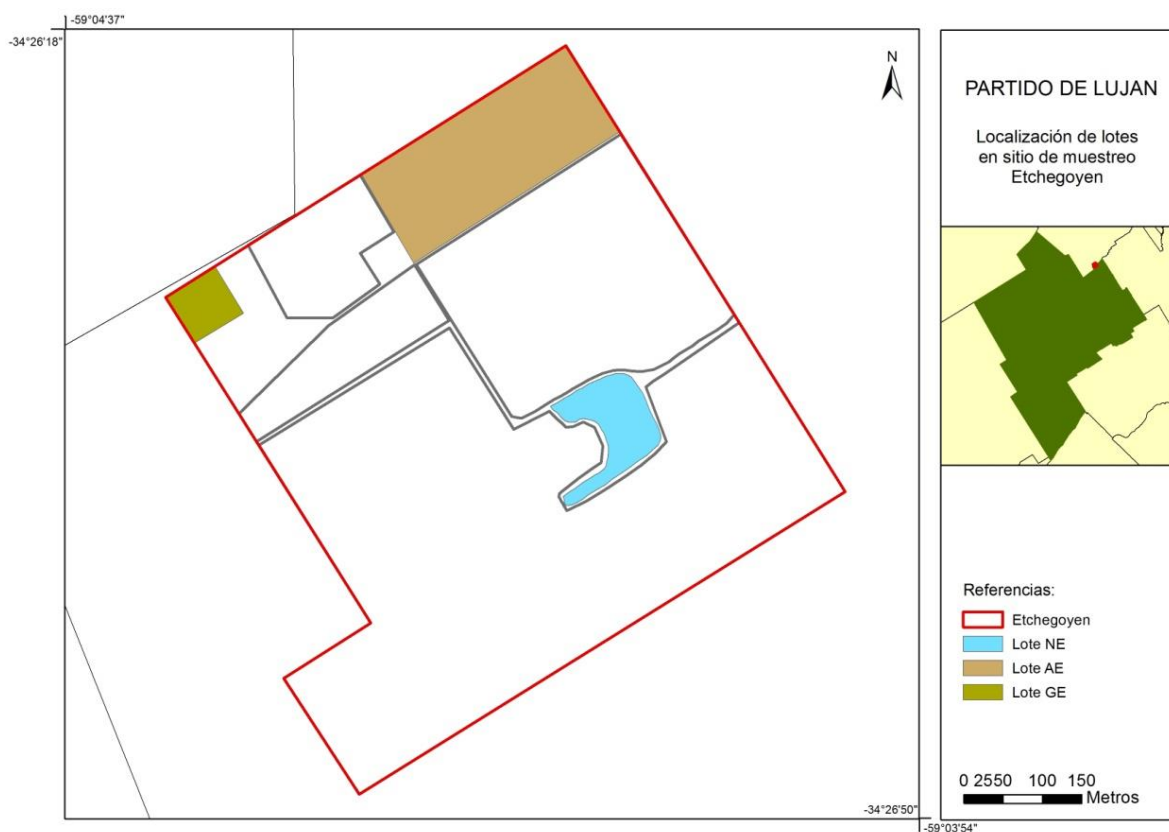 -59°04'37"
-34°26'18"
N
PARTIDO DE LUJAN
Localización de lotes
en sitio de muestreo
Etchegoyen
Referencias:
Etchegoyen
Lote NE
Lote AE
Lote GE
0 2550 100 150
Metros
-34°26'50"
-59°03'54"